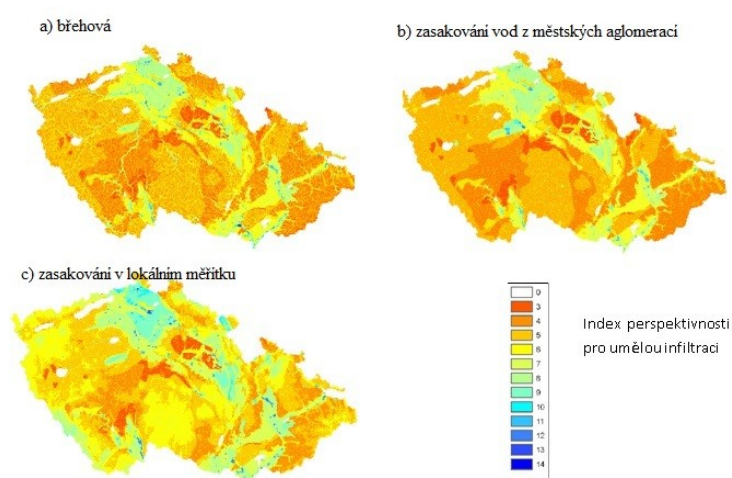 a) břehová
b) zasakování vod z městských aglomerací
c) zasakování v lokálním měřítku
0
3
4
5
6
7
8
9
10
11
12
13
14
Index perspektivnosti
pro umělou infiltraci